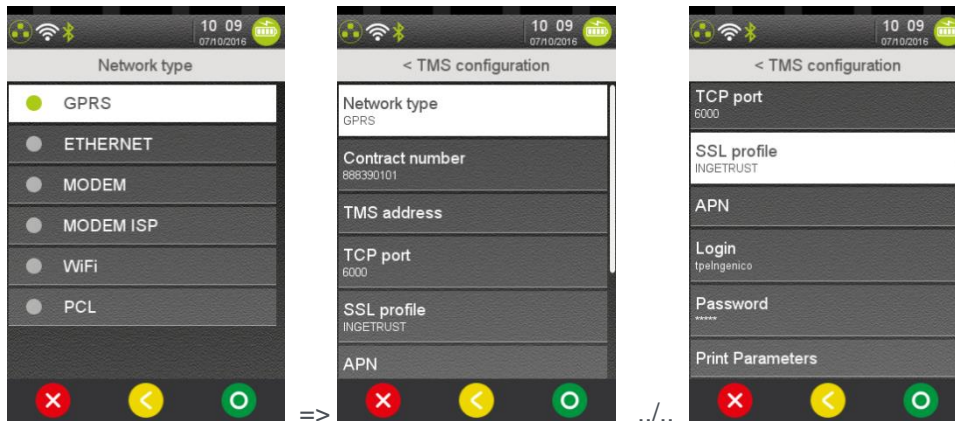 10 09
07/10/2016
Network type
GPRS
ETHERNET
MODEM
MODEM ISP
WiFi
PCL
=>
10 09
07/10/2016
< TMS configuration
Network type
GPRS
Contract number
888390101
TMS address
TCP port
6000
SSL profile
INGETRUST
APN
../..
10 09
07/10/2016
< TMS configuration
TCP port
6000
SSL profile
INGETRUST
APN
Login
tpeIngenico
Password
*****
Print Parameters